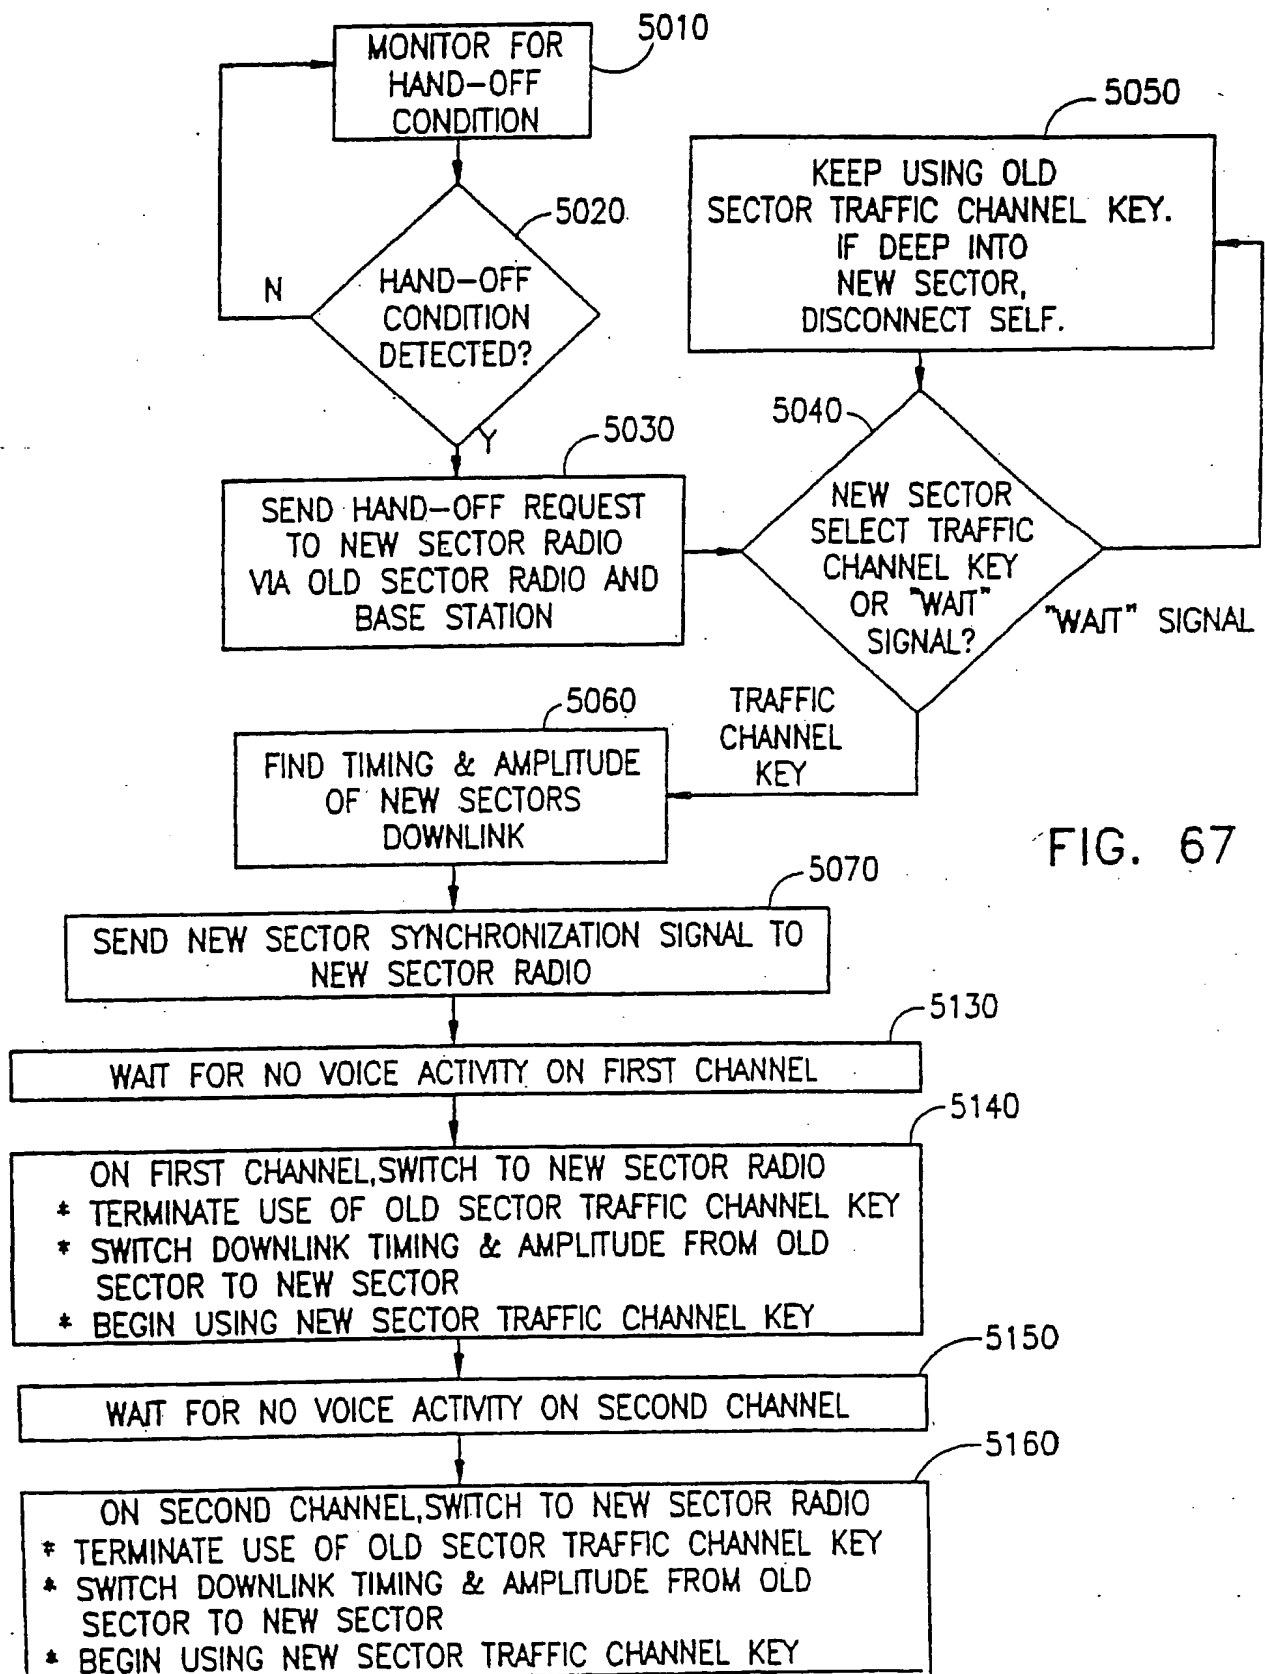 5010
MONITOR FOR
HAND-OFF
CONDITION
5020
HAND-OFF
CONDITION
DETECTED?
N
Y
5030
SEND HAND-OFF REQUEST
TO NEW SECTOR RADIO
VIA OLD SECTOR RADIO AND
BASE STATION
5050
KEEP USING OLD
SECTOR TRAFFIC CHANNEL KEY.
IF DEEP INTO
NEW SECTOR,
DISCONNECT SELF.
5040
NEW SECTOR
SELECT TRAFFIC
CHANNEL KEY
OR "WAIT"
SIGNAL?
"WAIT" SIGNAL
TRAFFIC
CHANNEL
KEY
5060
FIND TIMING & AMPLITUDE
OF NEW SECTORS
DOWNLINK
FIG. 67
5070
SEND NEW SECTOR SYNCHRONIZATION SIGNAL TO
NEW SECTOR RADIO
5130
WAIT FOR NO VOICE ACTIVITY ON FIRST CHANNEL
5140
ON FIRST CHANNEL,SWITCH TO NEW SECTOR RADIO
* TERMINATE USE OF OLD SECTOR TRAFFIC CHANNEL KEY
* SWITCH DOWNLINK TIMING & AMPLITUDE FROM OLD
SECTOR TO NEW SECTOR
* BEGIN USING NEW SECTOR TRAFFIC CHANNEL KEY
5150
WAIT FOR NO VOICE ACTIVITY ON SECOND CHANNEL
5160
ON SECOND CHANNEL,SWITCH TO NEW SECTOR RADIO
* TERMINATE USE OF OLD SECTOR TRAFFIC CHANNEL KEY
* SWITCH DOWNLINK TIMING & AMPLITUDE FROM OLD
SECTOR TO NEW SECTOR
* BEGIN USING NEW SECTOR TRAFFIC CHANNEL KEY